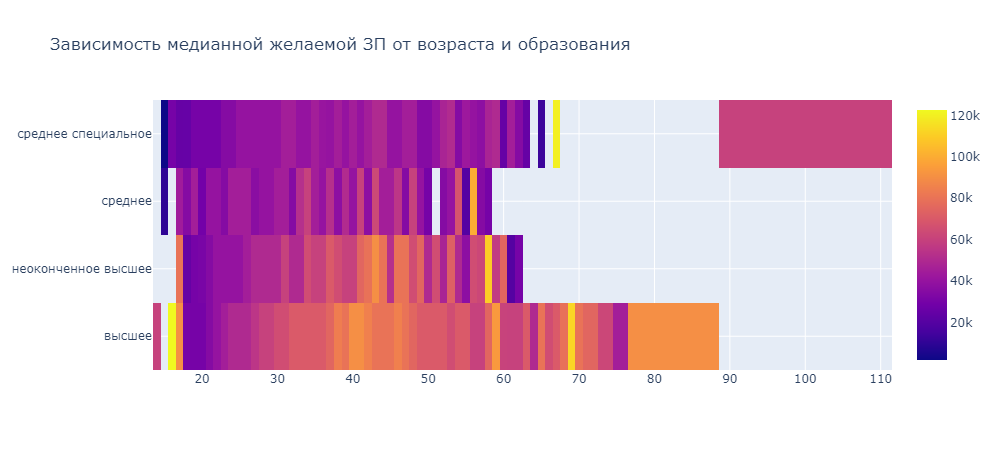 Зависимость медианной желаемой ЗП от возраста и образования
среднее специальное
среднее
неоконченное высшее
высшее
20 30 40 50 60 70 80 90 100 110
120k
100k
80k
60k
40k
20k